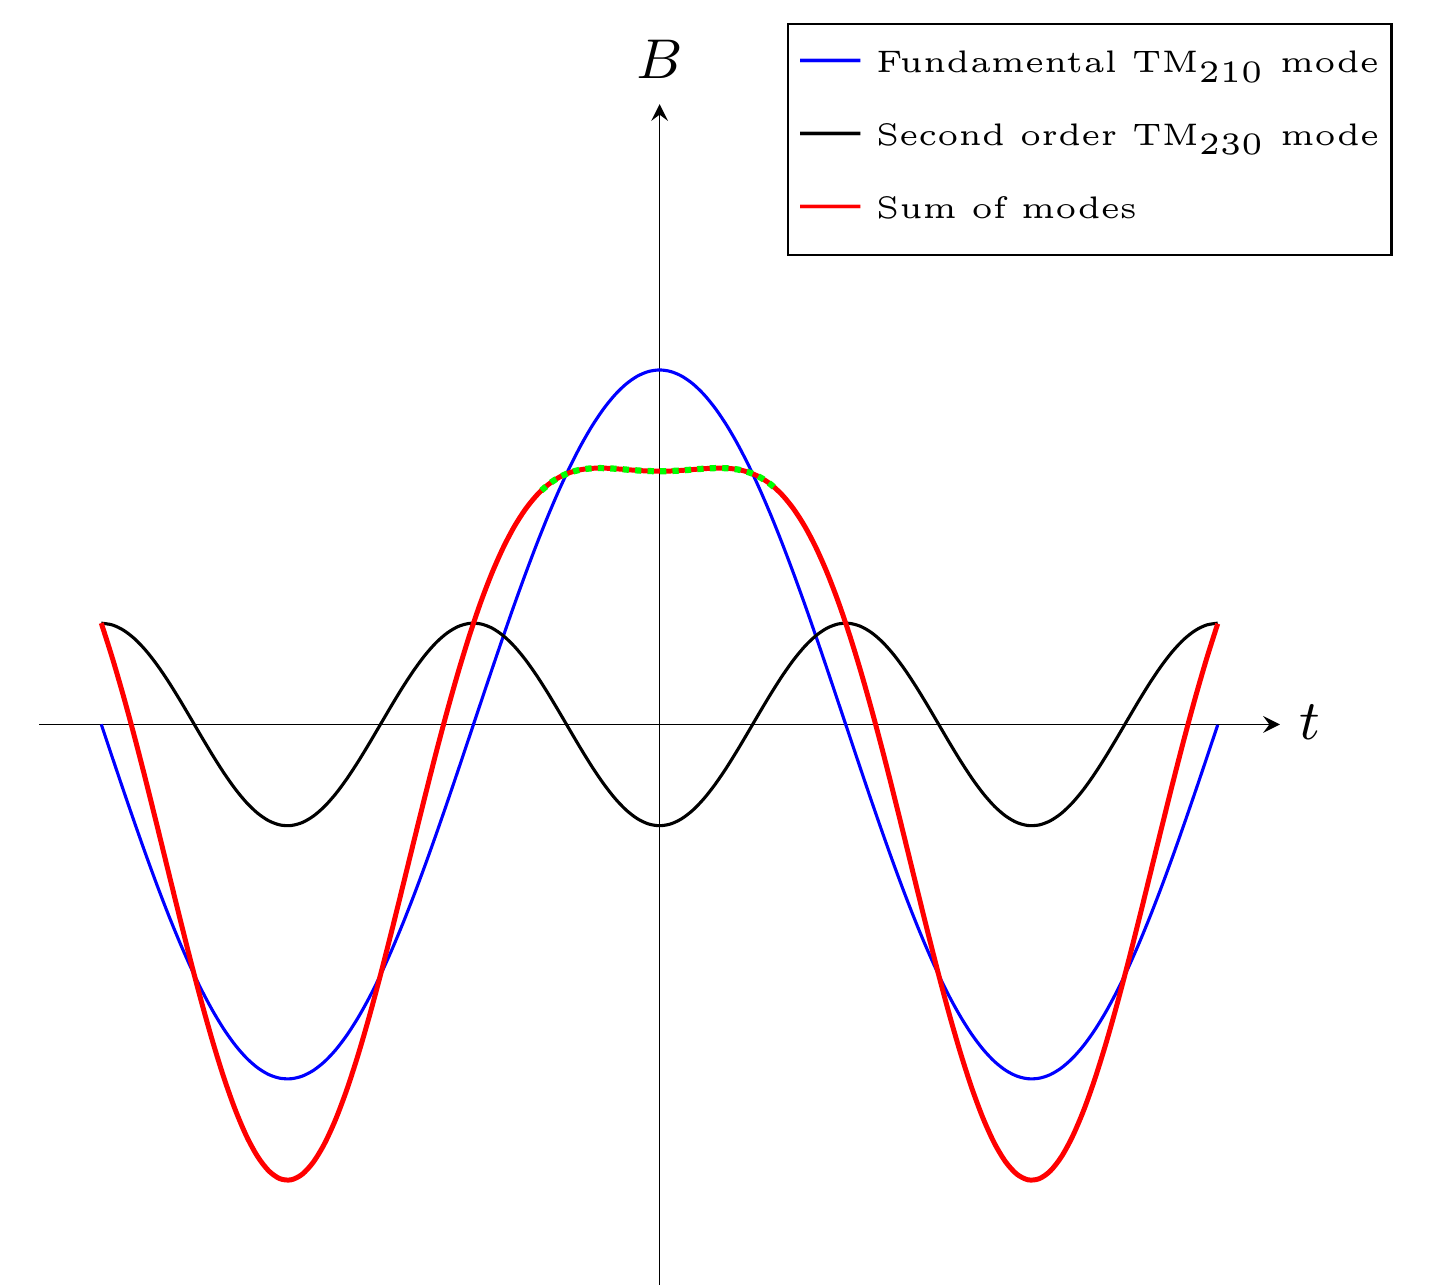 B
Fundamental TM₂₁₀ mode
Second order TM₂₃₀ mode
Sum of modes
t